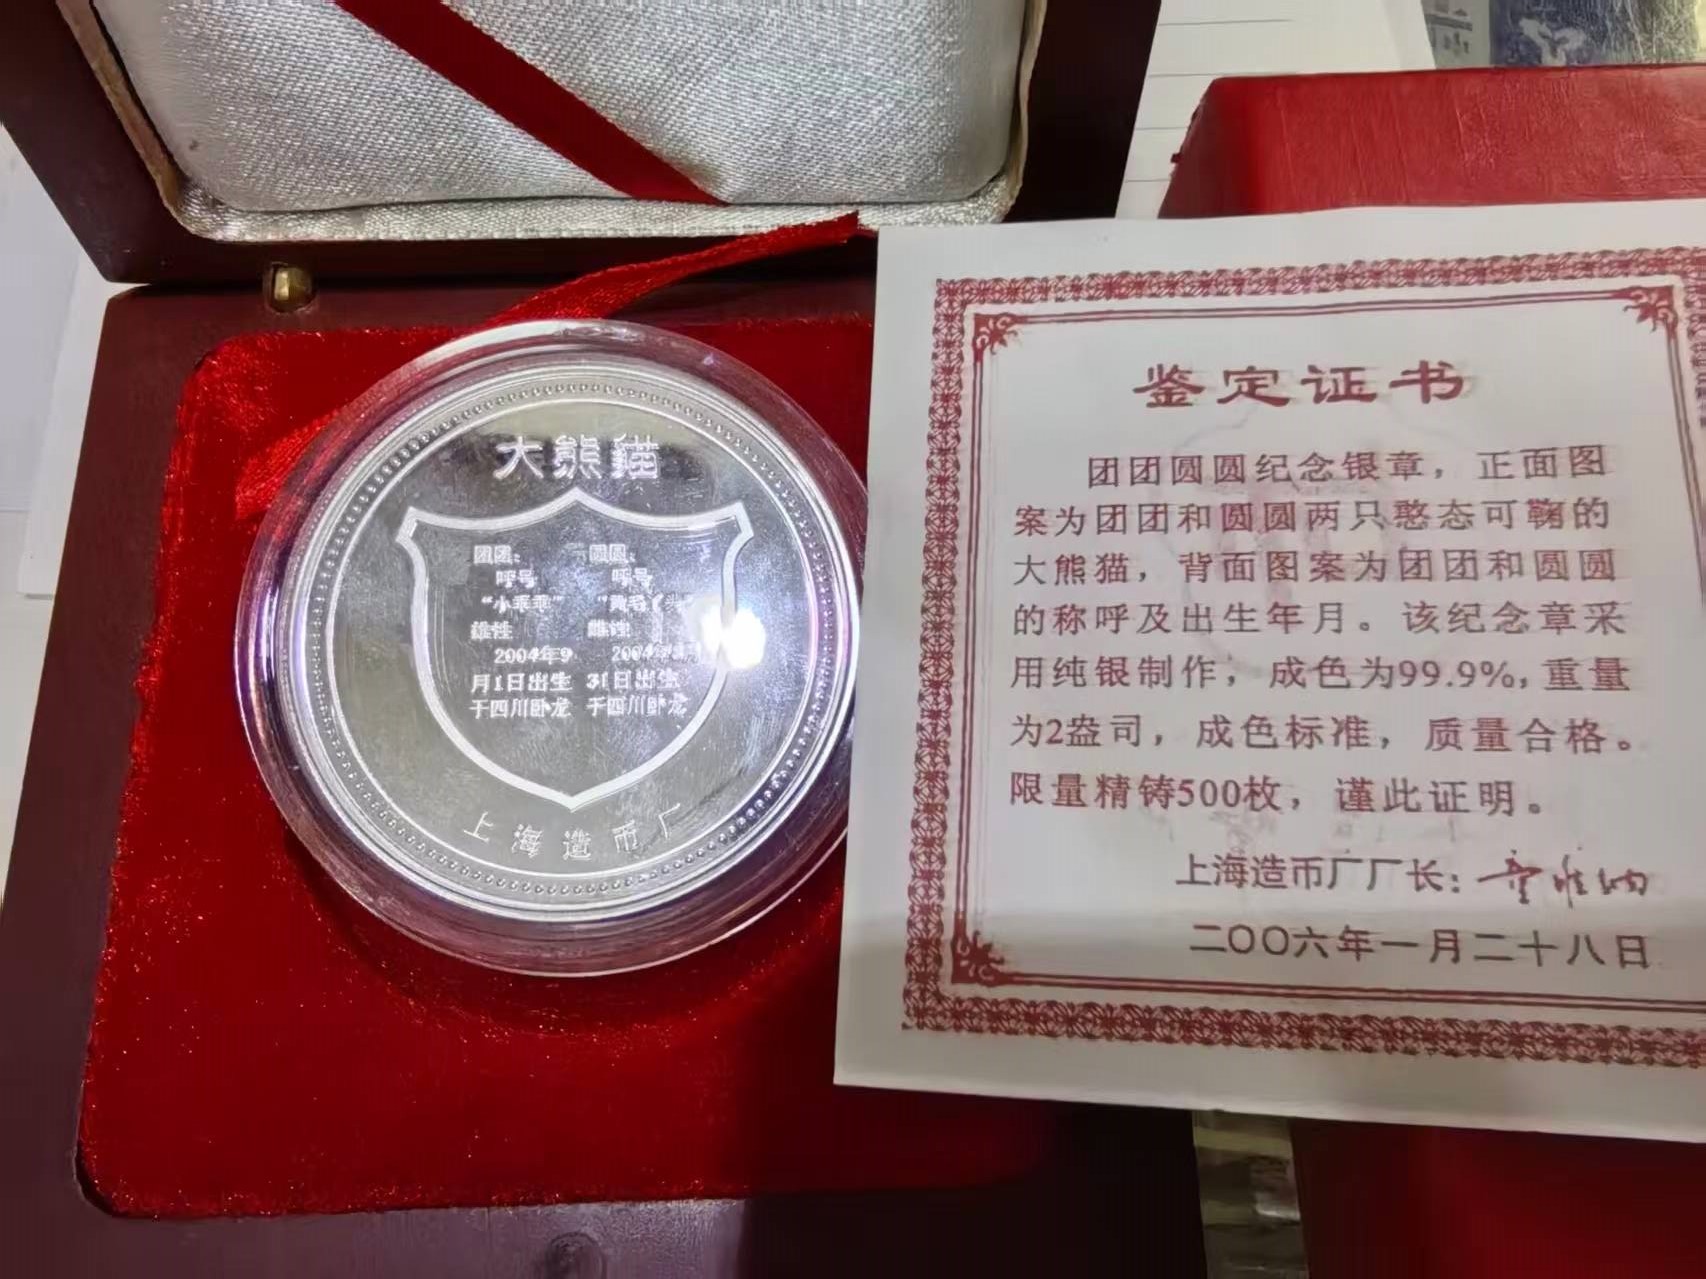 大熊貓
团团：
呼号
“小乖乖”
雄性
2004年9
月1日出生
于四川卧龙
圆圆：
呼号
雌性
31日出生
于四川卧龙
上海造币厂
鉴定证书
团团圆圆纪念银章，正面图
案为团团和圆圆两只憨态可鞠的
大熊猫，背面图案为团团和圆圆
的称呼及出生年月。该纪念章采
用纯银制作，成色为99.9%，重量
为2盎司，成色标准，质量合格。
限量精铸500枚，谨此证明。
上海造币厂厂长：
二〇〇六年一月二十八日